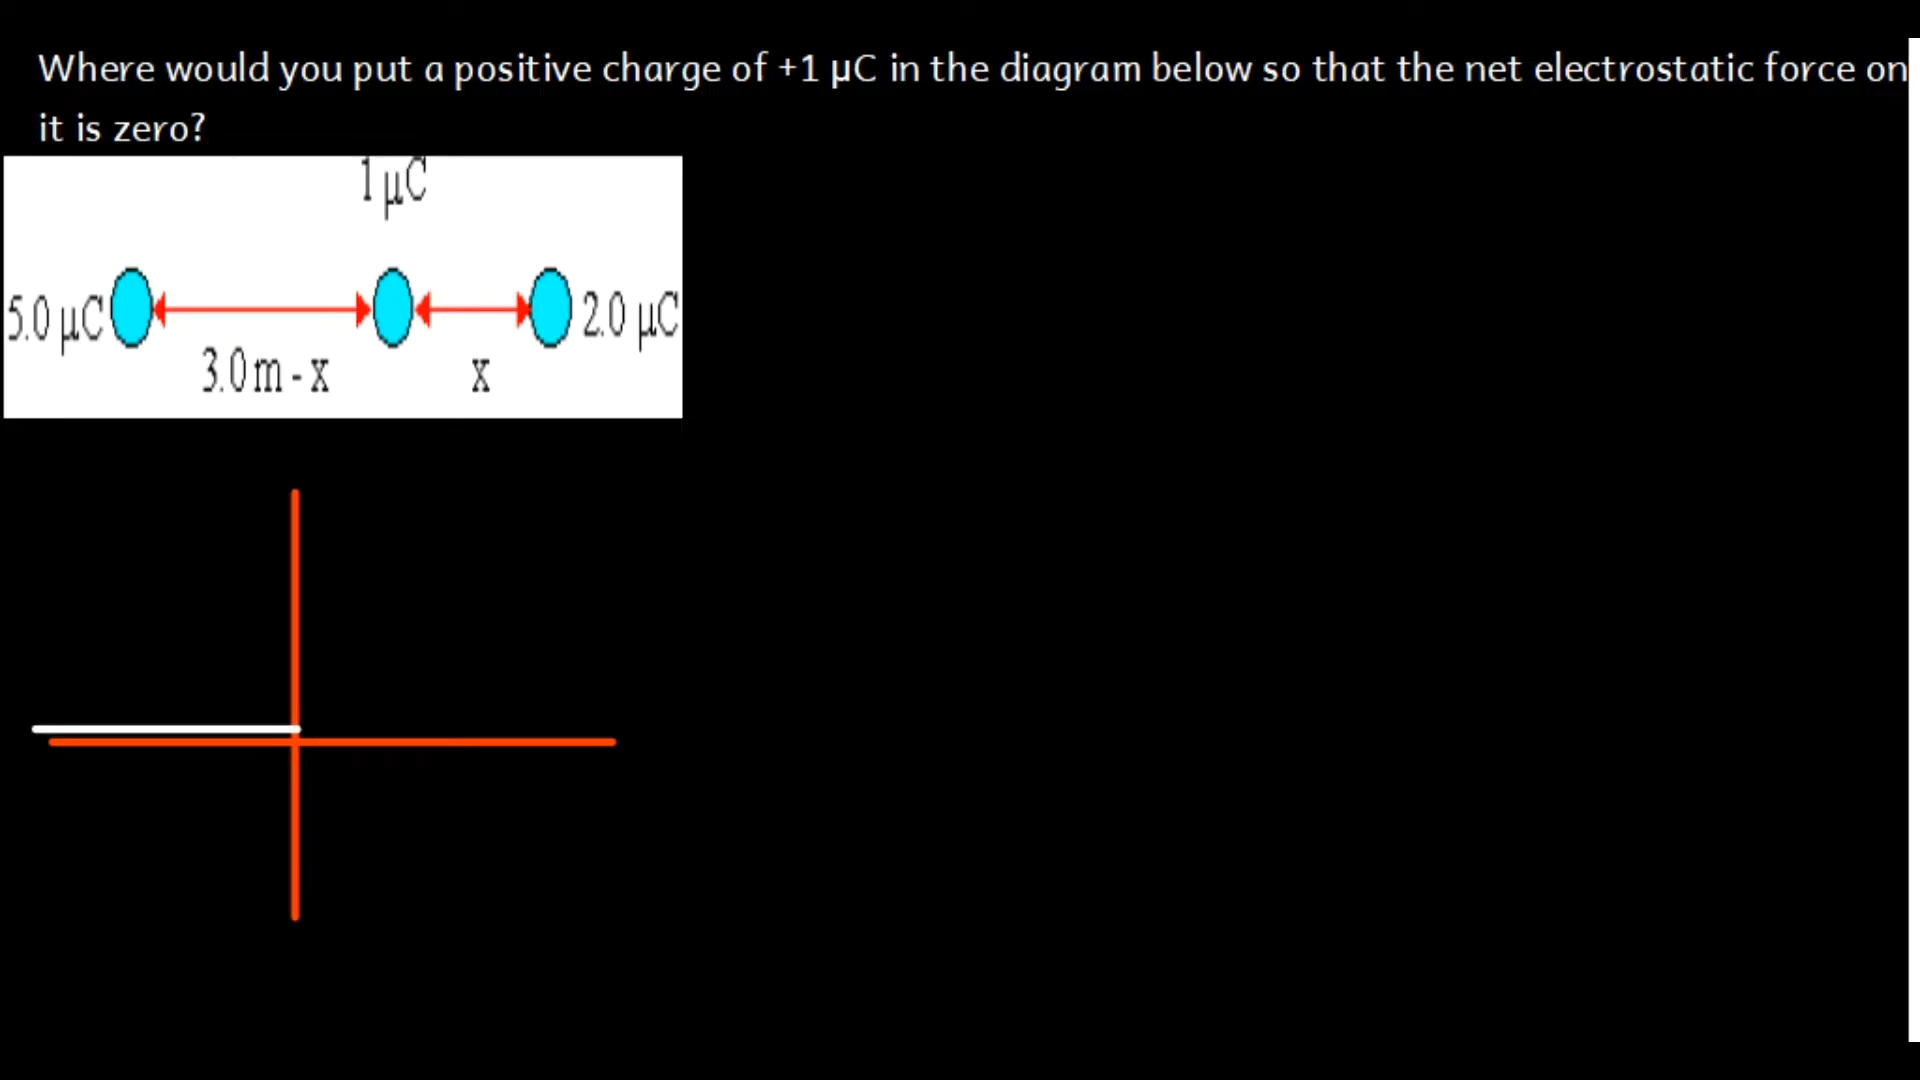 Where would you put a positive charge of +1 μC in the diagram below so that the net electrostatic force on
it is zero?
1 μC
5.0 μC
2.0 μC
3.0 m - x
x